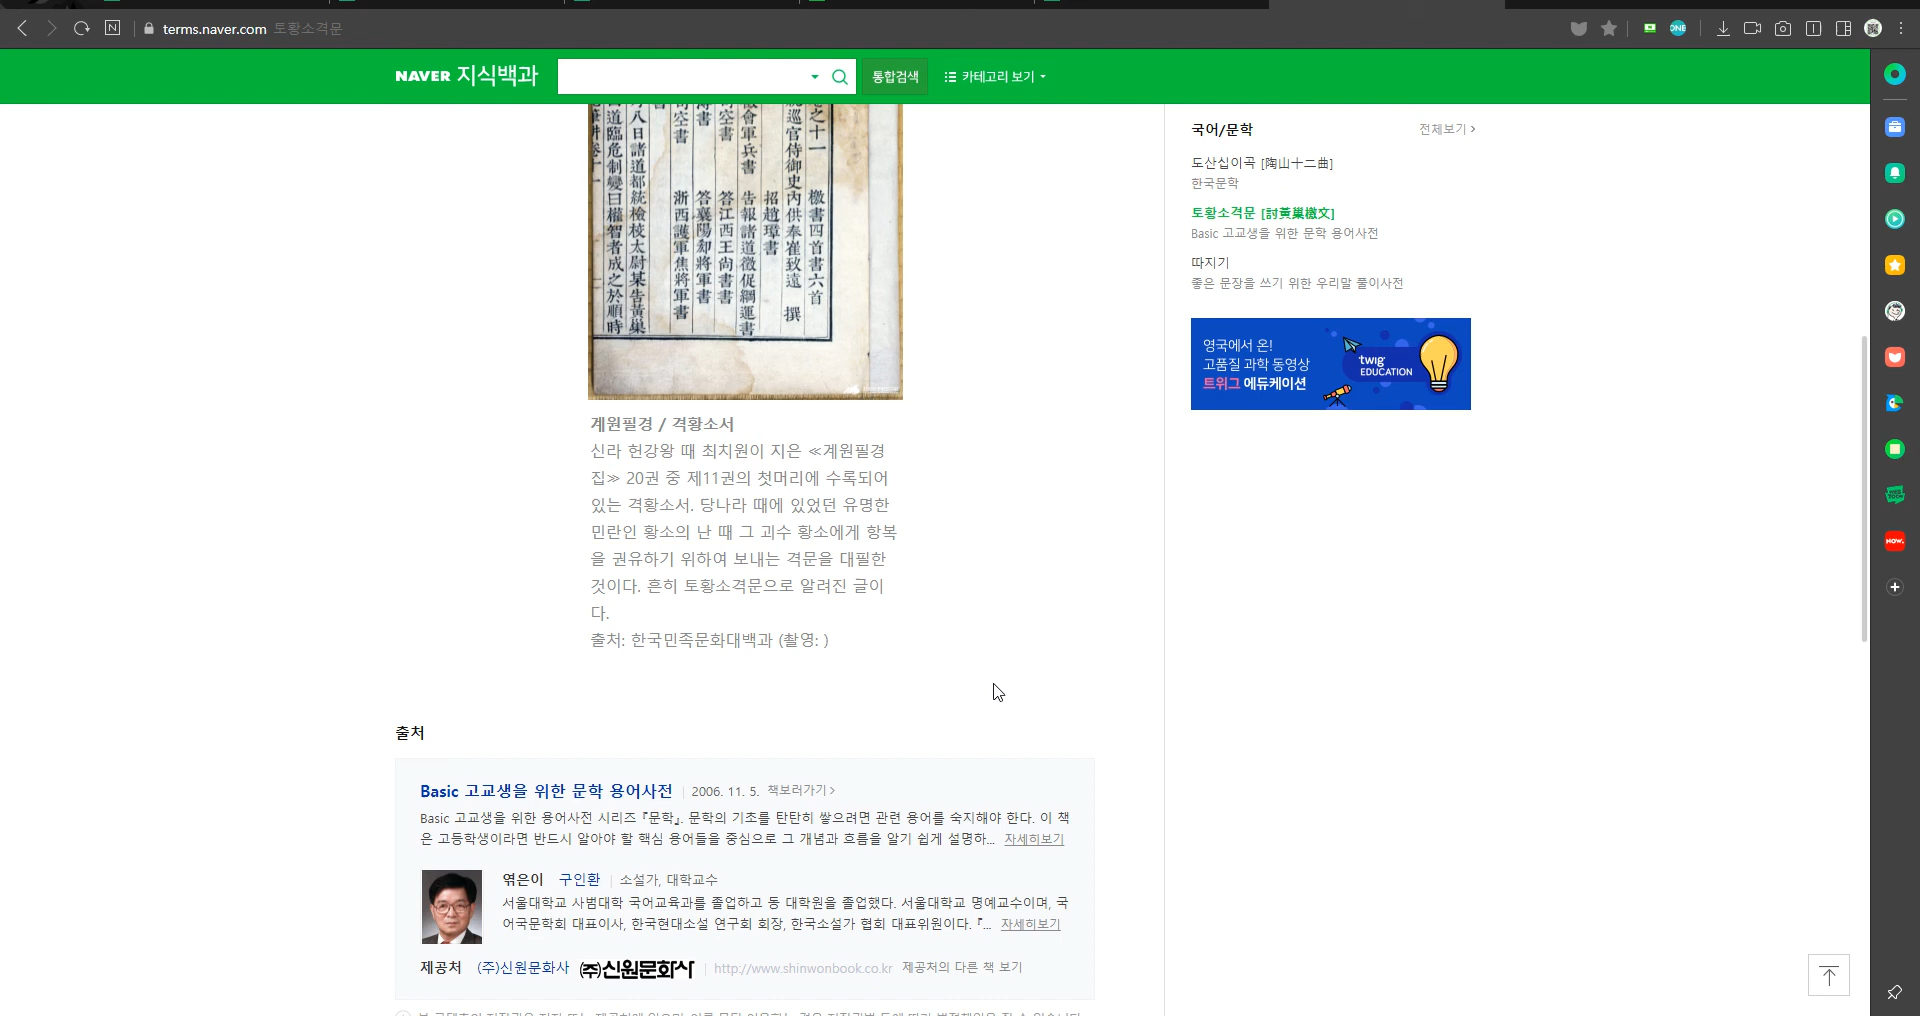 terms.naver.com 토황소격문
ONE
NAVER 지식백과
통합검색
카테고리 보기
卷之十一 檄書四首書六首
巡官侍御史內供奉崔致遠 撰
招趙璋書
會軍兵書 告報諸道徵促綱運書
司空書 答江西王尙書書
書 答襄陽郄將軍書
司空書 浙西護軍焦將軍書
八日諸道都統檢校太尉某告黃巢
道臨危制變曰權智者成之於順時
筆耕卷十一
계원필경 / 격황소서
신라 헌강왕 때 최치원이 지은 ≪계원필경
집≫ 20권 중 제11권의 첫머리에 수록되어
있는 격황소서. 당나라 때에 있었던 유명한
민란인 황소의 난 때 그 괴수 황소에게 항복
을 권유하기 위하여 보내는 격문을 대필한
것이다. 흔히 토황소격문으로 알려진 글이
다.
출처: 한국민족문화대백과 (촬영: )
출처
Basic 고교생을 위한 문학 용어사전 2006. 11. 5. 책보러가기
Basic 고교생을 위한 용어사전 시리즈 『문학』. 문학의 기초를 탄탄히 쌓으려면 관련 용어를 숙지해야 한다. 이 책
은 고등학생이라면 반드시 알아야 할 핵심 용어들을 중심으로 그 개념과 흐름을 알기 쉽게 설명하... 자세히보기
엮은이 구인환 소설가, 대학교수
서울대학교 사범대학 국어교육과를 졸업하고 동 대학원을 졸업했다. 서울대학교 명예교수이며, 국
어국문학회 대표이사, 한국현대소설 연구회 회장, 한국소설가 협회 대표위원이다. 『... 자세히보기
제공처 (주)신원문화사 (주)신원문화사 http://www.shinwonbook.co.kr 제공처의 다른 책 보기
국어/문학 전체보기
도산십이곡 [陶山十二曲]
한국문학
토황소격문 [討黃巢檄文]
Basic 고교생을 위한 문학 용어사전
따지기
좋은 문장을 쓰기 위한 우리말 풀이사전
영국에서 온!
고품질 과학 동영상
트위그 에듀케이션
twig
EDUCATION
NOW.